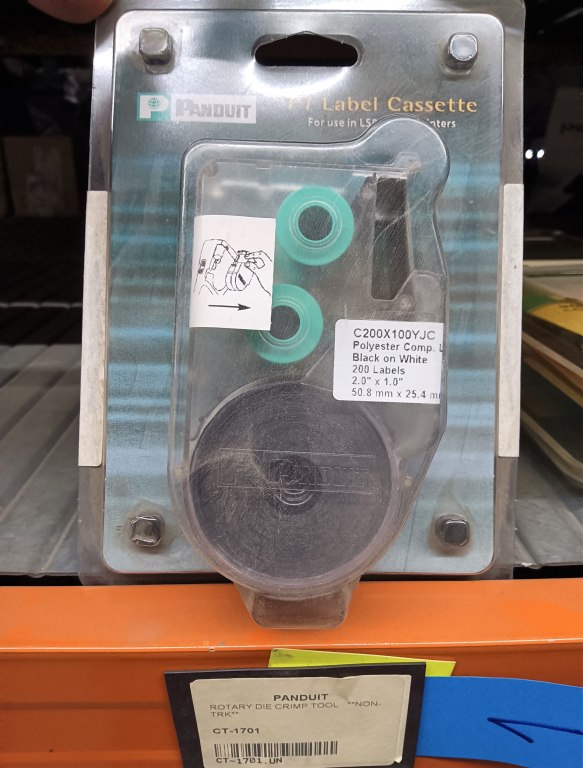 PANDUIT
Label Cassette
For use in
C200X100YJC
Polyester Comp. L
Black on White
200 Labels
2.0" x 1.0"
50.8 mm x 25.4 m
PANDUIT
PANDUIT
ROTARY DIE CRIMP TOOL **NON-
TRK**
CT-1701
CT-1701.UN